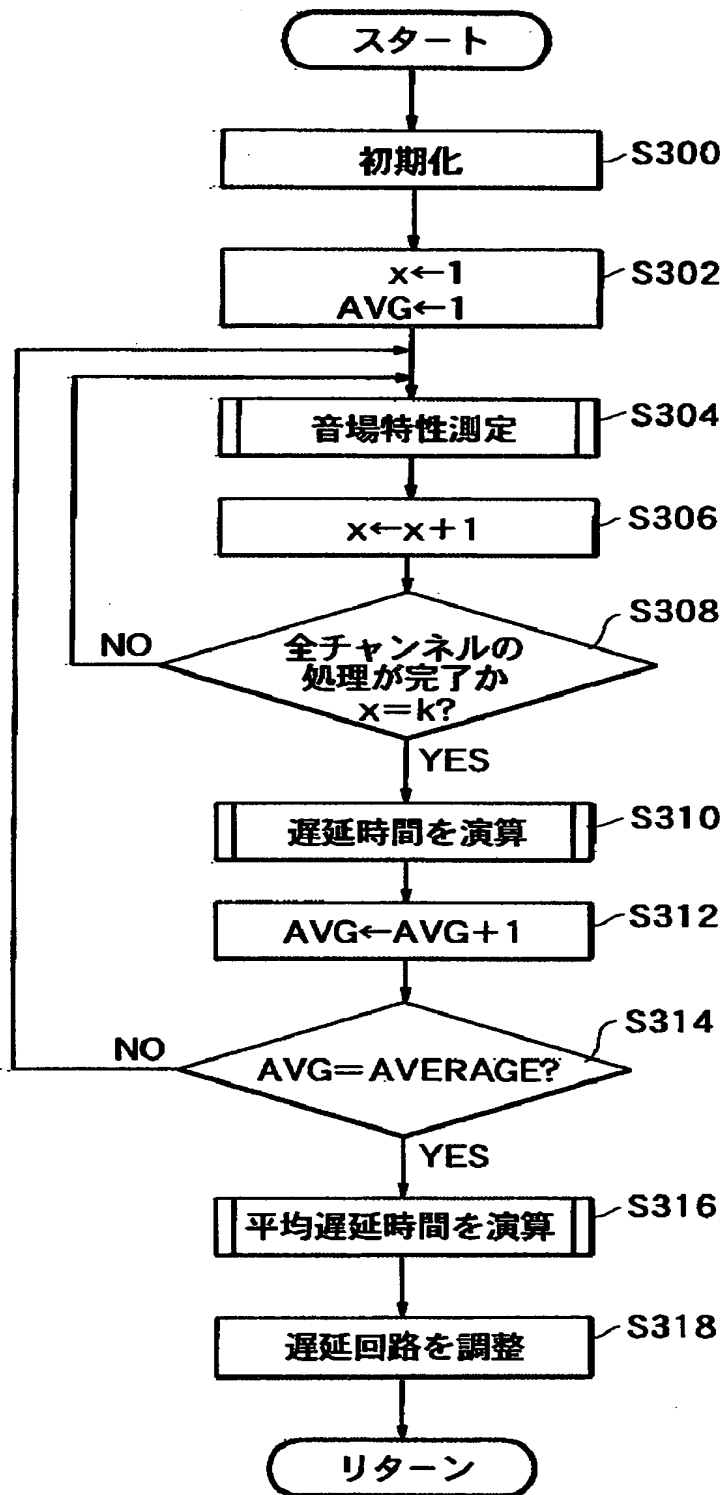 スタート
初期化
S300
x←1
AVG←1
S302
音場特性測定
S304
x←x+1
S306
S308
NO
全チャンネルの
処理が完了か
x=k?
YES
遅延時間を演算
S310
AVG←AVG+1
S312
S314
NO
AVG=AVERAGE?
YES
平均遅延時間を演算
S316
遅延回路を調整
S318
リターン